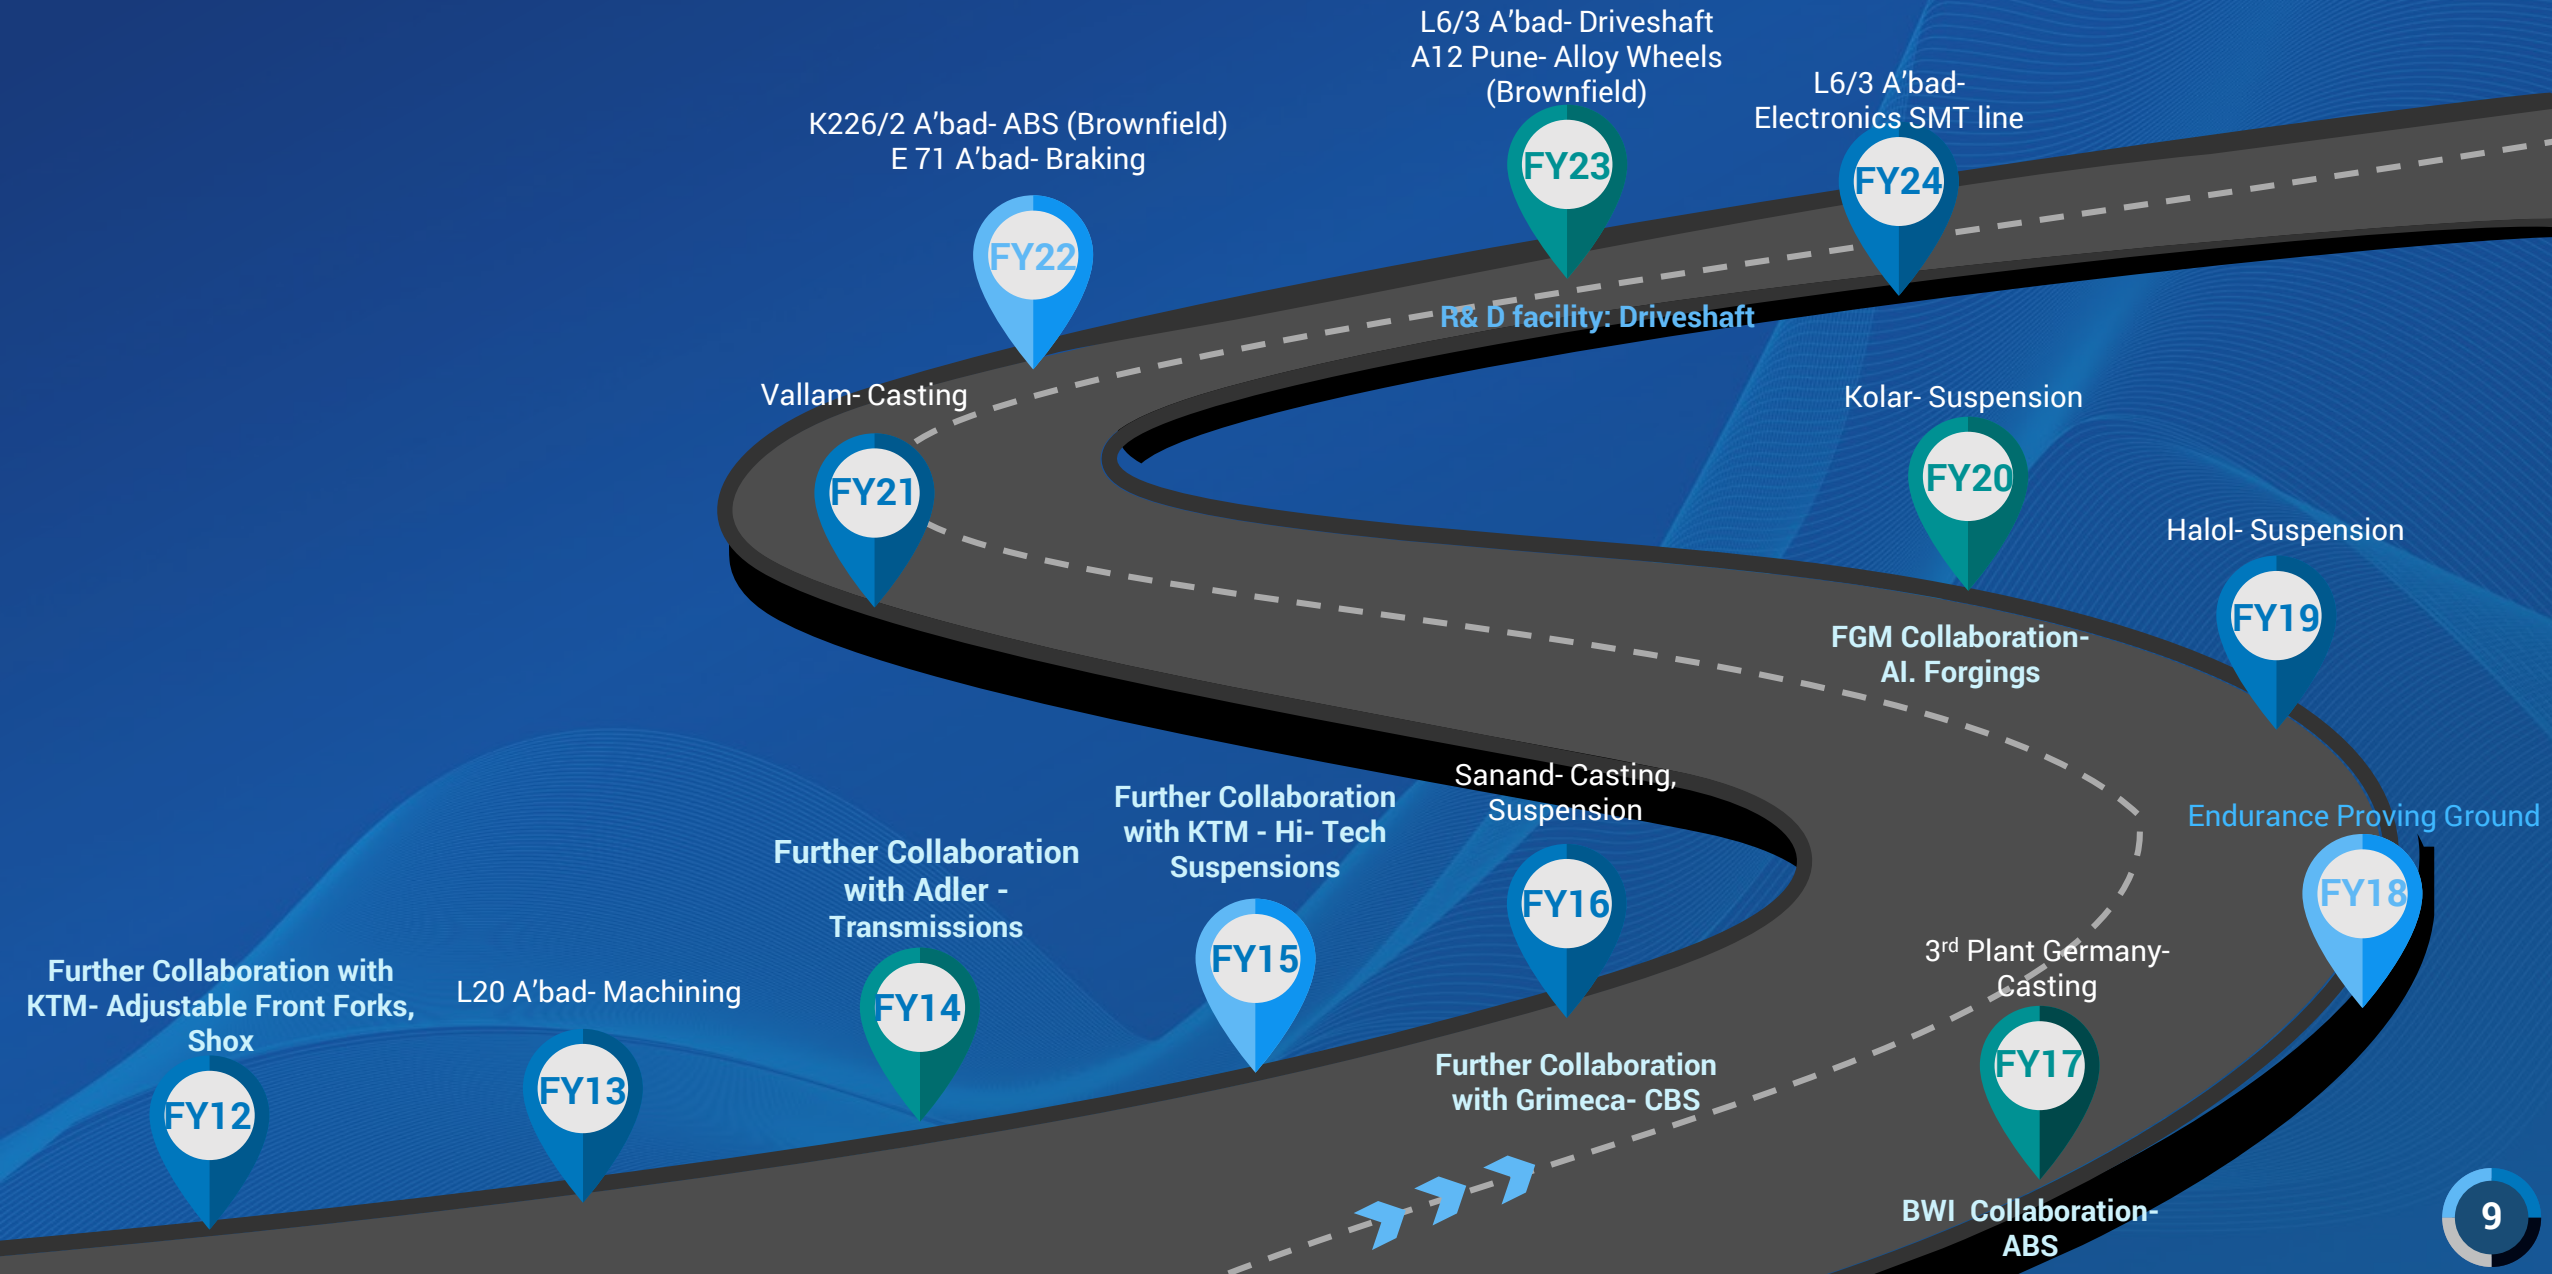 L6/3 A'bad- Driveshaft
A12 Pune- Alloy Wheels
(Brownfield)
FY23
R& D facility: Driveshaft
L6/3 A'bad-
Electronics SMT line
FY24
K226/2 A'bad- ABS (Brownfield)
E 71 A'bad- Braking
FY22
Vallam- Casting
FY21
Kolar- Suspension
FY20
FGM Collaboration-
Al. Forgings
Halol- Suspension
FY19
Endurance Proving Ground
FY18
Sanand- Casting,
Suspension
FY16
Further Collaboration
with Grimeca- CBS
3rd Plant Germany-
Casting
FY17
BWI Collaboration-
ABS
Further Collaboration
with KTM - Hi- Tech
Suspensions
FY15
Further Collaboration
with Adler -
Transmissions
FY14
L20 A'bad- Machining
FY13
Further Collaboration with
KTM- Adjustable Front Forks,
Shox
FY12
9